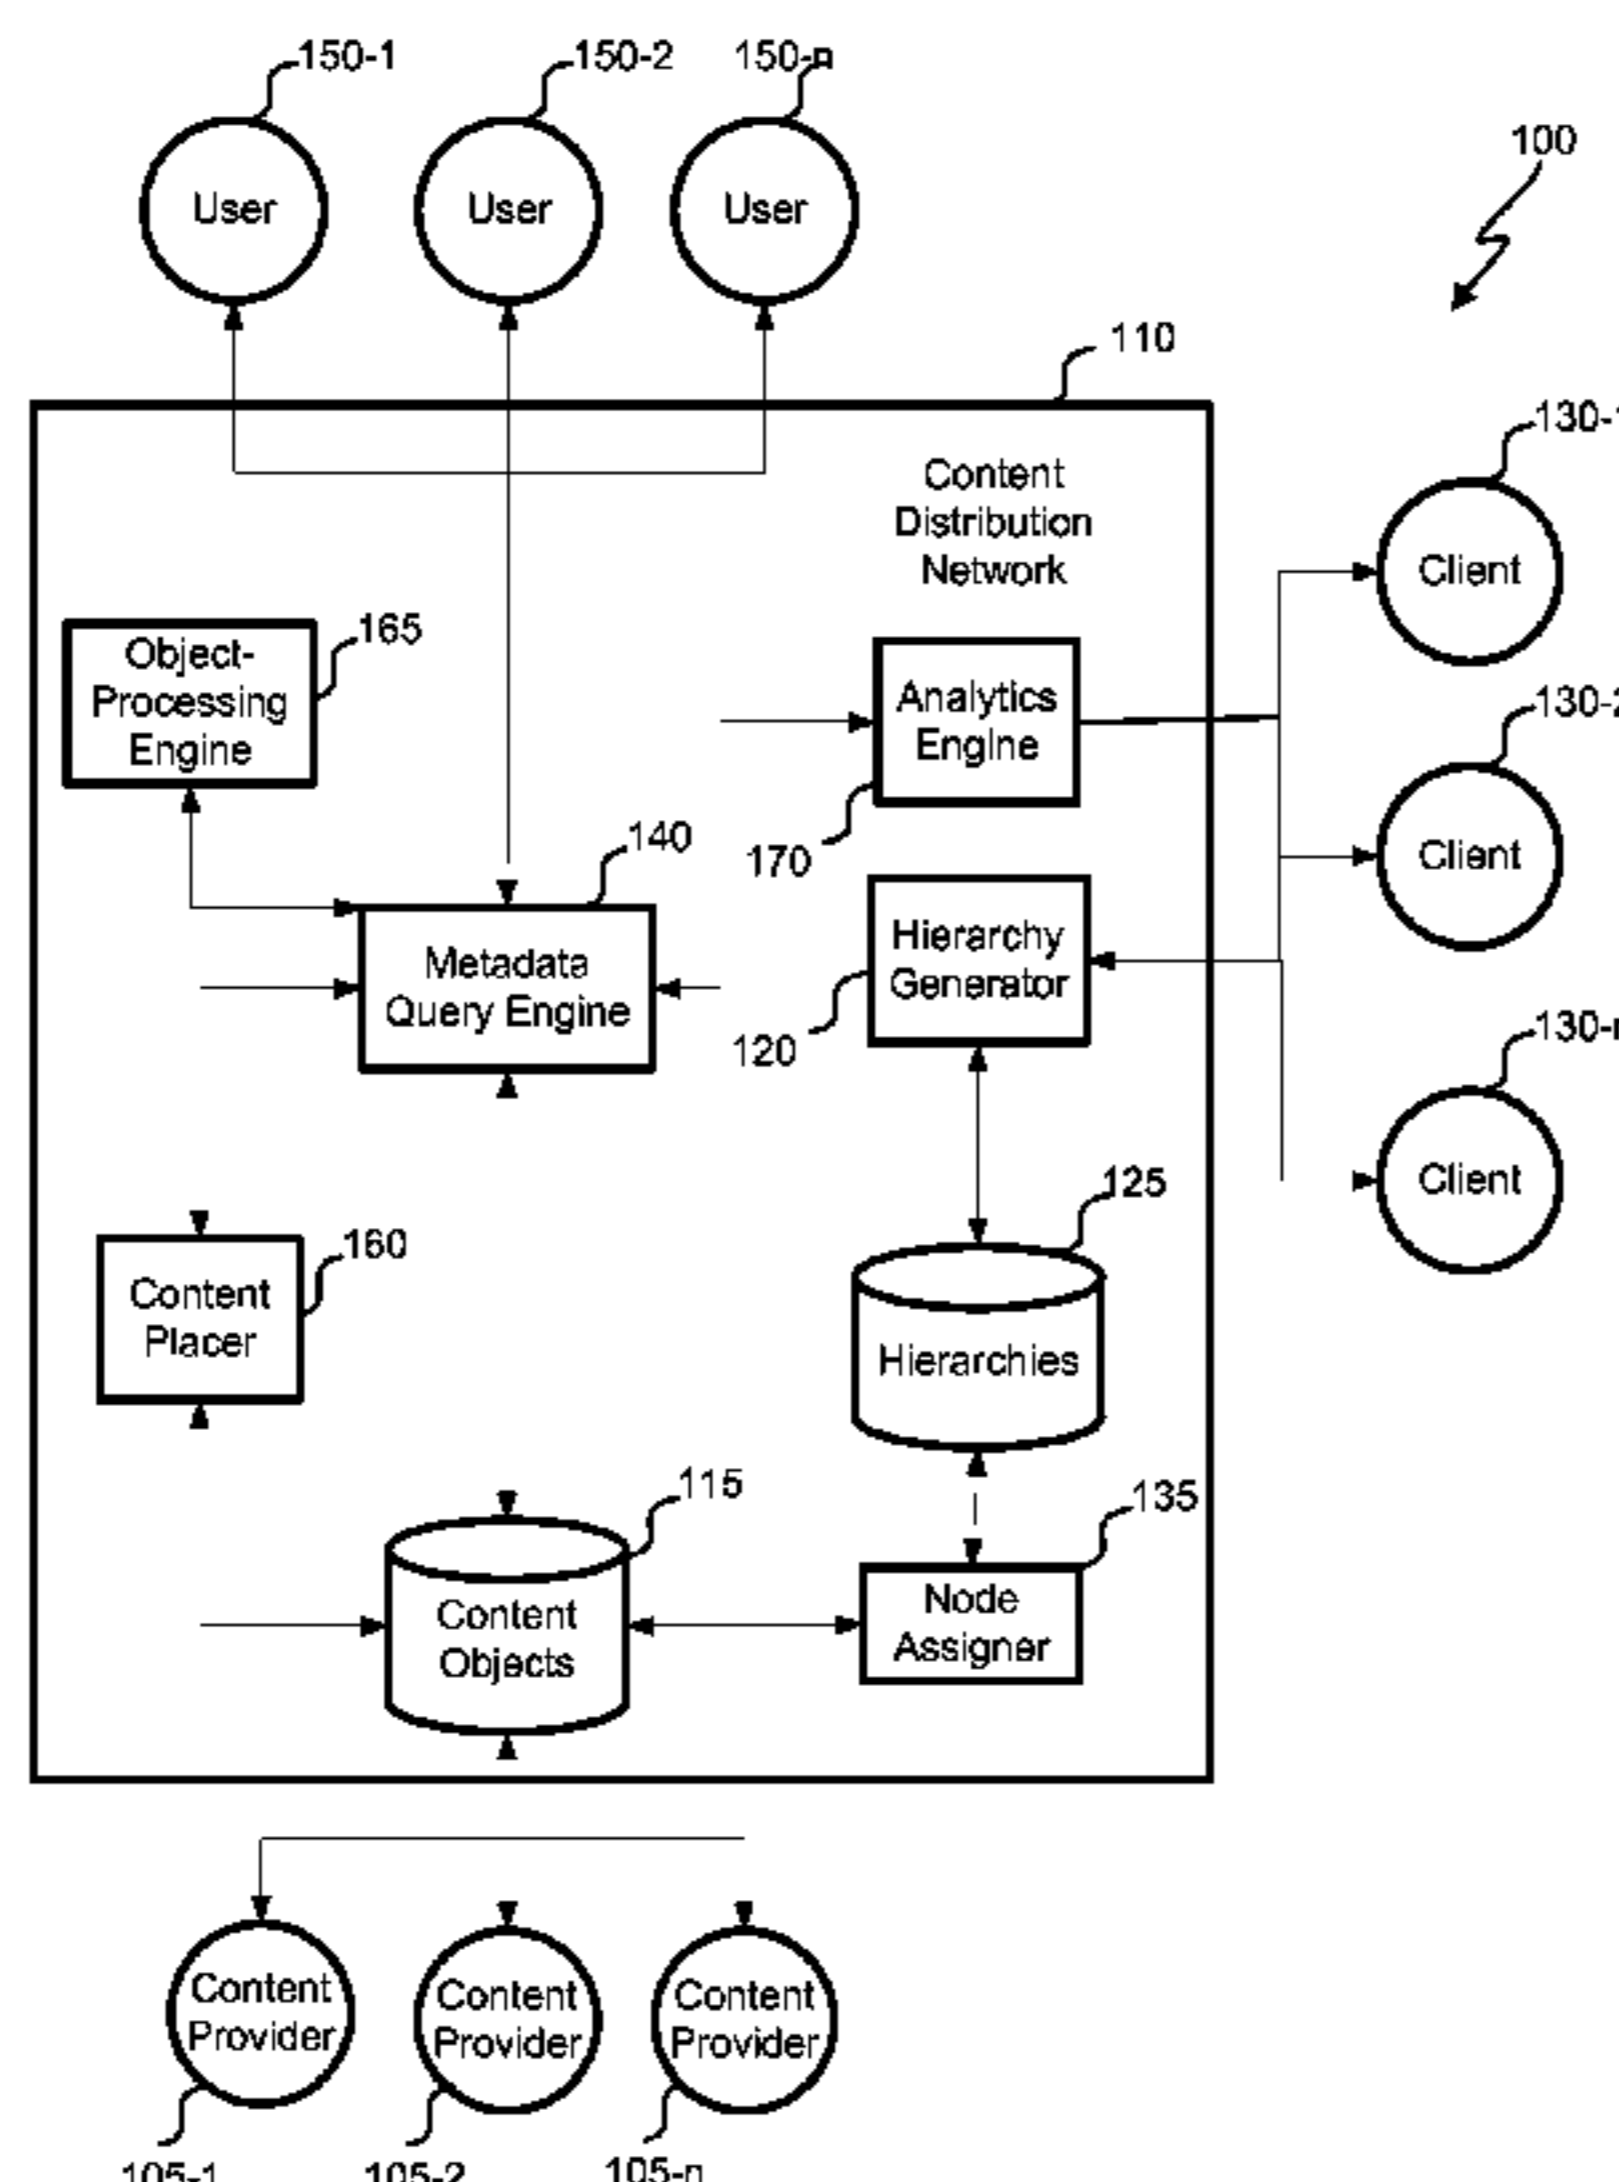 150-1
150-2
150-n
User
User
User
100
110
Content
Distribution
Network
130-1
Client
165
Object-
Processing
Engine
Analytics
Engine
170
130-2
Client
140
Metadata
Query Engine
Hierarchy
Generator
120
130-n
Client
125
Hierarchies
160
Content
Placer
115
Content
Objects
135
Node
Assigner
Content
Provider
Content
Provider
Content
Provider
105-1
105-2
105-n